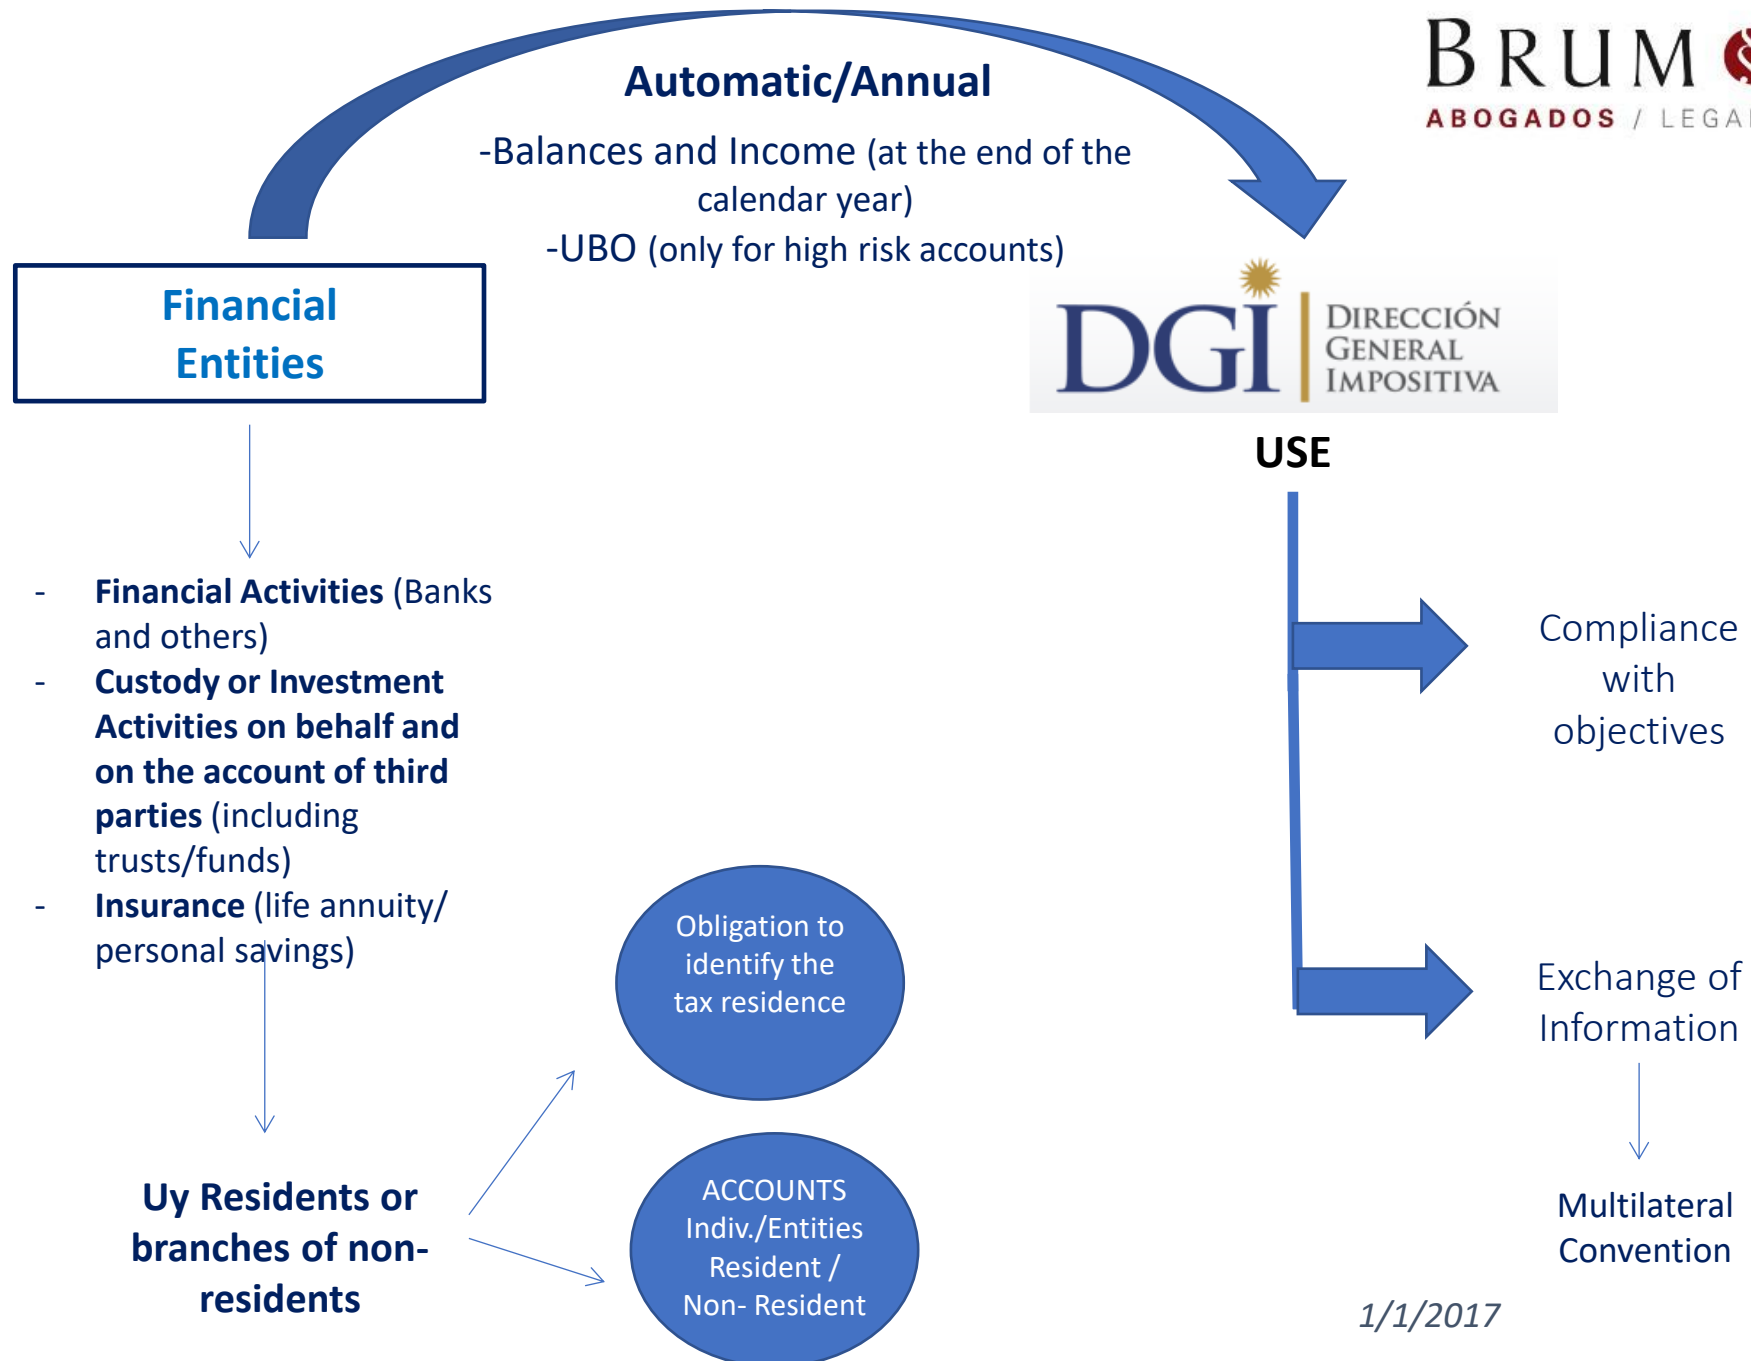 BRUM &
ABOGADOS / LEGAL
Automatic/Annual
-Balances and Income (at the end of the
calendar year)
-UBO (only for high risk accounts)
Financial
Entities
DGI
DIRECCIÓN
GENERAL
IMPOSITIVA
USE
- Financial Activities (Banks
and others)
- Custody or Investment
Activities on behalf and
on the account of third
parties (including
trusts/funds)
- Insurance (life annuity/
personal savings)
Compliance
with
objectives
Obligation to
identify the
tax residence
Exchange of
Information
Uy Residents or
branches of non-
residents
ACCOUNTS
Indiv./Entities
Resident /
Non- Resident
Multilateral
Convention
1/1/2017